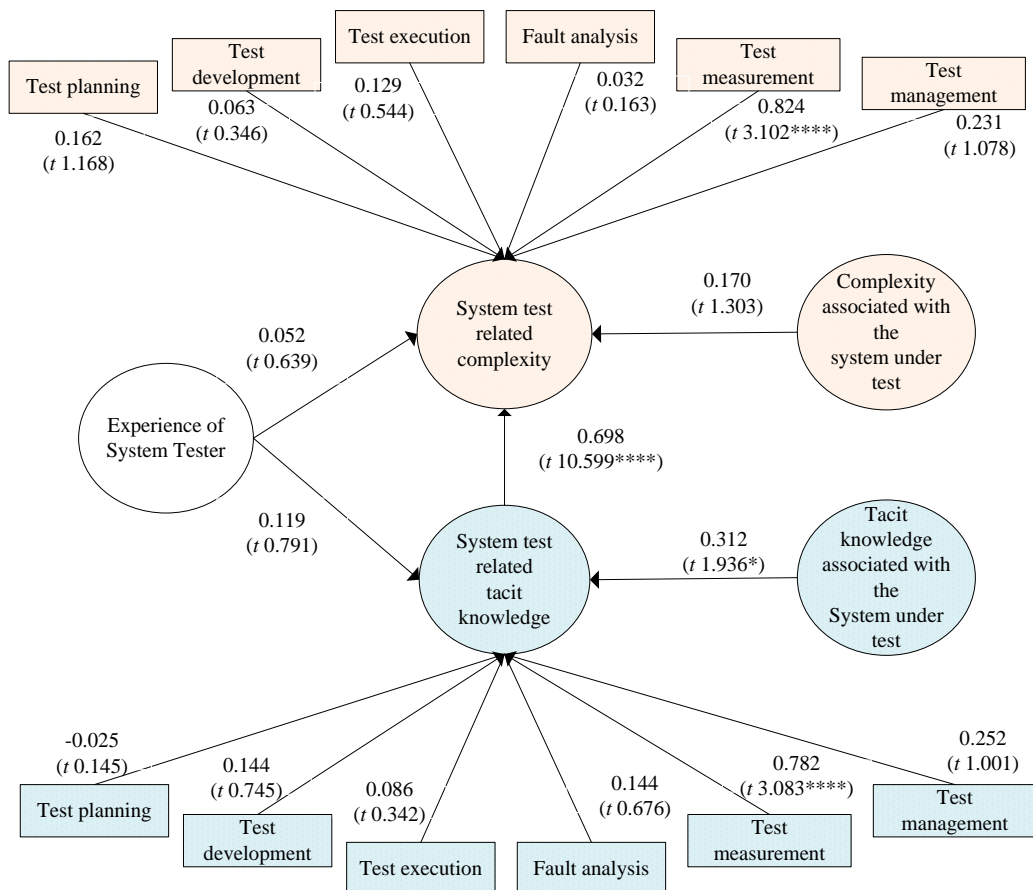 Test execution
Fault analysis
Test
development
Test
measurement
Test planning
Test
management
0.162
(t 1.168)
0.063
(t 0.346)
0.129
(t 0.544)
0.032
(t 0.163)
0.824
(t 3.102****)
0.231
(t 1.078)
System test
related
complexity
0.170
(t 1.303)
Complexity
associated with
the
system under
test
0.052
(t 0.639)
Experience of
System Tester
0.698
(t 10.599****)
0.119
(t 0.791)
System test
related
tacit
knowledge
0.312
(t 1.936*)
Tacit
knowledge
associated with
the
System under
test
-0.025
(t 0.145)
0.144
(t 0.745)
0.086
(t 0.342)
0.144
(t 0.676)
0.782
(t 3.083****)
0.252
(t 1.001)
Test planning
Test
development
Test execution
Fault analysis
Test
measurement
Test
management